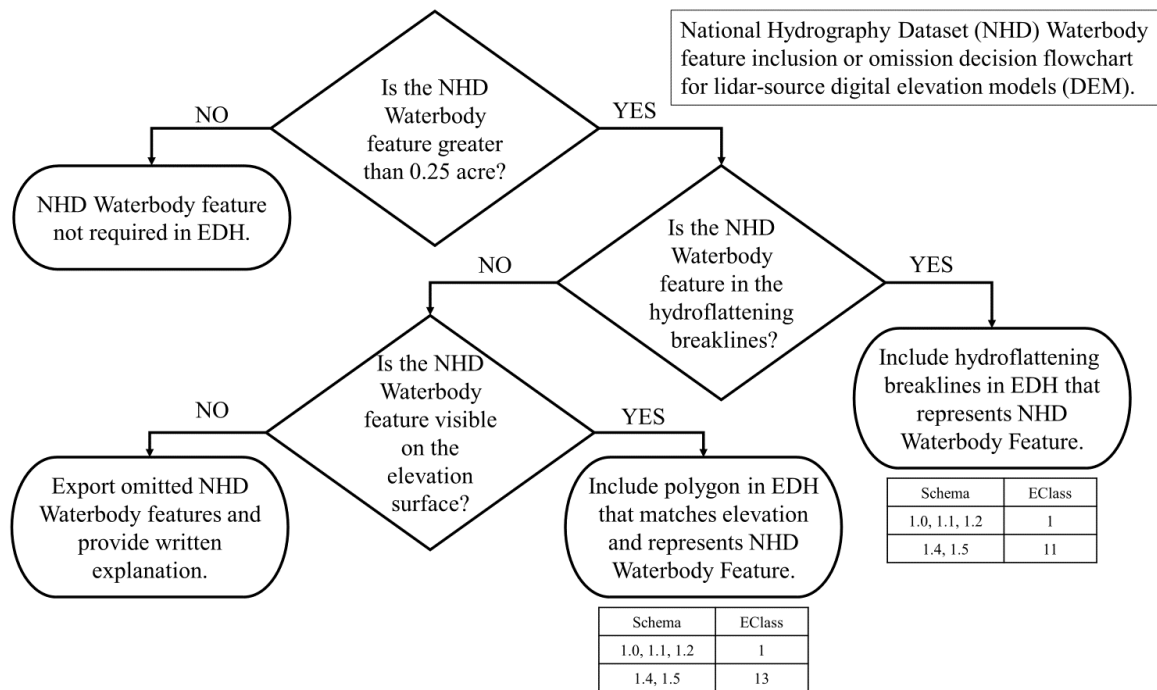 National Hydrography Dataset (NHD) Waterbody
feature inclusion or omission decision flowchart
for lidar-source digital elevation models (DEM).
Is the NHD
Waterbody
feature greater
than 0.25 acre?
NO
YES
NHD Waterbody feature
not required in EDH.
Is the NHD
Waterbody
feature in the
hydroflattening
breaklines?
NO
YES
Is the NHD
Waterbody
feature visible
on the
elevation
surface?
NO
YES
Include hydroflattening
breaklines in EDH that
represents NHD
Waterbody Feature.
Schema EClass
1.0, 1.1, 1.2 1
1.4, 1.5 11
Export omitted NHD
Waterbody features and
provide written
explanation.
Include polygon in EDH
that matches elevation
and represents NHD
Waterbody Feature.
Schema EClass
1.0, 1.1, 1.2 1
1.4, 1.5 13